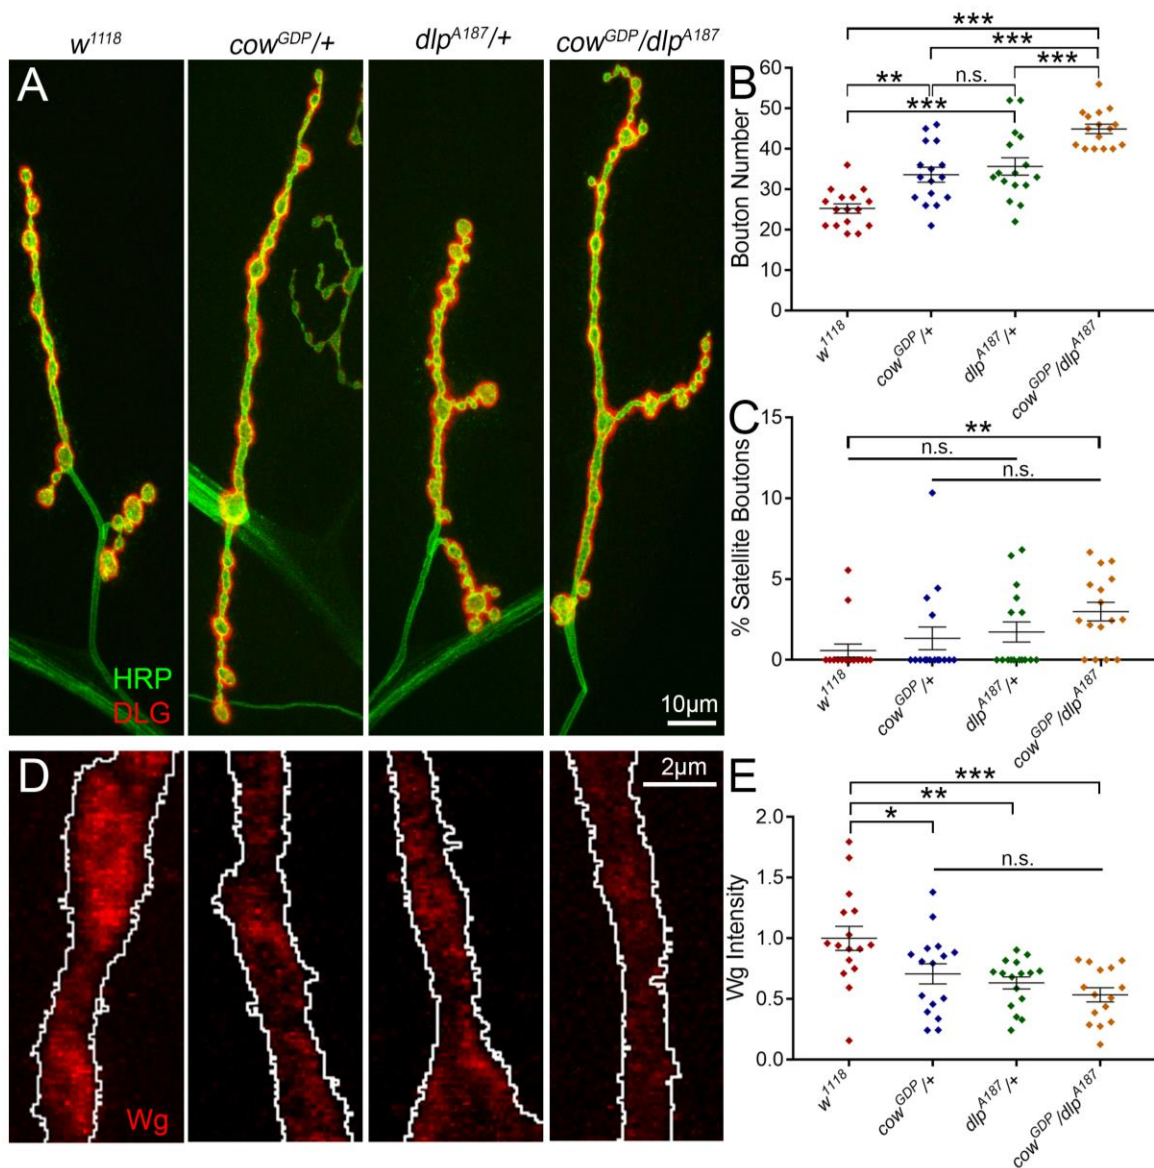 w1118 cowGDP/+ dlpA187/+ cowGDP/dlpA187
A
HRP
DLG
10μm
B
***
***
** n.s. ***
***
Bouton Number
60
50
40
30
20
10
0
w1118
cowGDP/+
dlpA187/+
cowGDP/dlpA187
C
**
n.s.
n.s.
% Satellite Boutons
15
10
5
0
w1118
cowGDP/+
dlpA187/+
cowGDP/dlpA187
D
2μm
Wg
E
***
**
*
n.s.
Wg Intensity
2.0
1.5
1.0
0.5
0.0
w1118
cowGDP/+
dlpA187/+
cowGDP/dlpA187